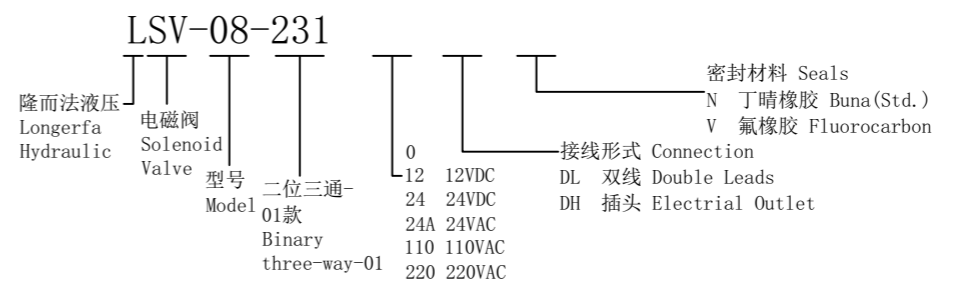 LSV-08-231
隆而法液压
Longerfa
Hydraulic
电磁阀
Solenoid
Valve
型号
Model
二位三通-
01款
Binary
three-way-01
0
12 12VDC
24 24VDC
24A 24VAC
110 110VAC
220 220VAC
接线形式 Connection
DL 双线 Double Leads
DH 插头 Electrial Outlet
密封材料 Seals
N 丁晴橡胶 Buna(Std.)
V 氟橡胶 Fluorocarbon